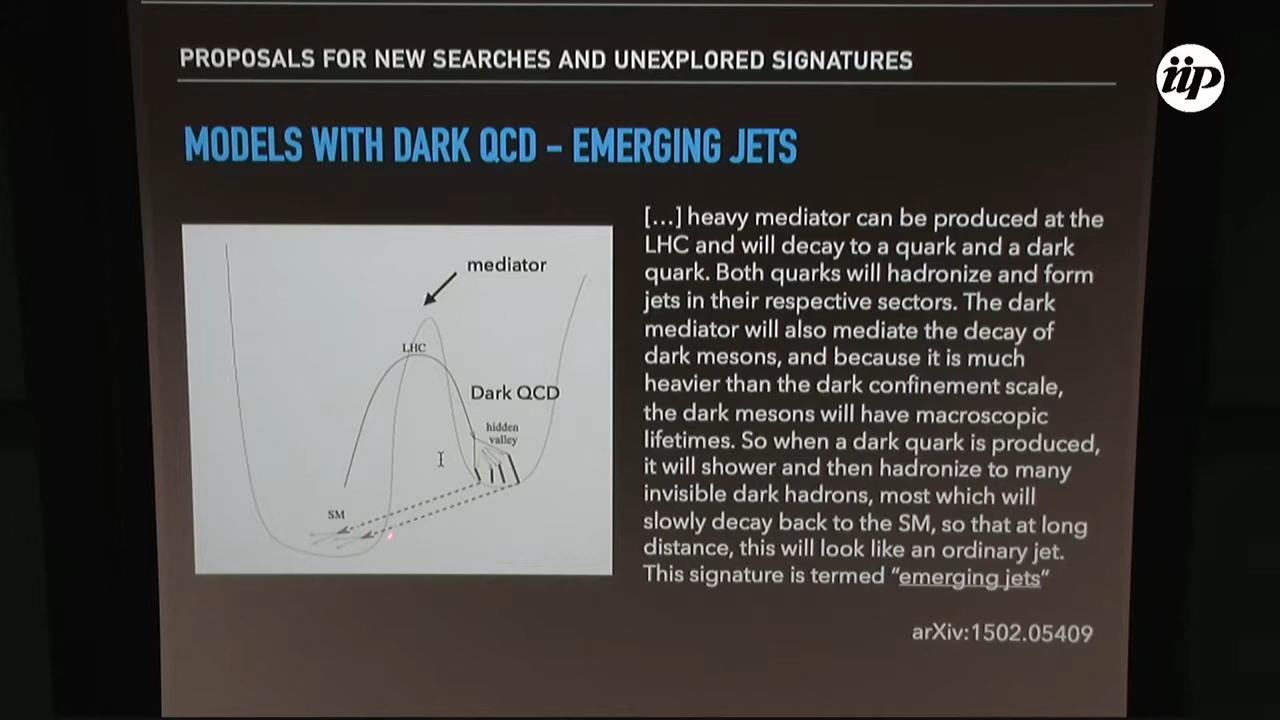 PROPOSALS FOR NEW SEARCHES AND UNEXPLORED SIGNATURES
iip
MODELS WITH DARK QCD – EMERGING JETS
mediator
LHC
Dark QCD
hidden
valley
SM
[…] heavy mediator can be produced at the
LHC and will decay to a quark and a dark
quark. Both quarks will hadronize and form
jets in their respective sectors. The dark
mediator will also mediate the decay of
dark mesons, and because it is much
heavier than the dark confinement scale,
the dark mesons will have macroscopic
lifetimes. So when a dark quark is produced,
it will shower and then hadronize to many
invisible dark hadrons, most which will
slowly decay back to the SM, so that at long
distance, this will look like an ordinary jet.
This signature is termed “emerging jets”
arXiv:1502.05409